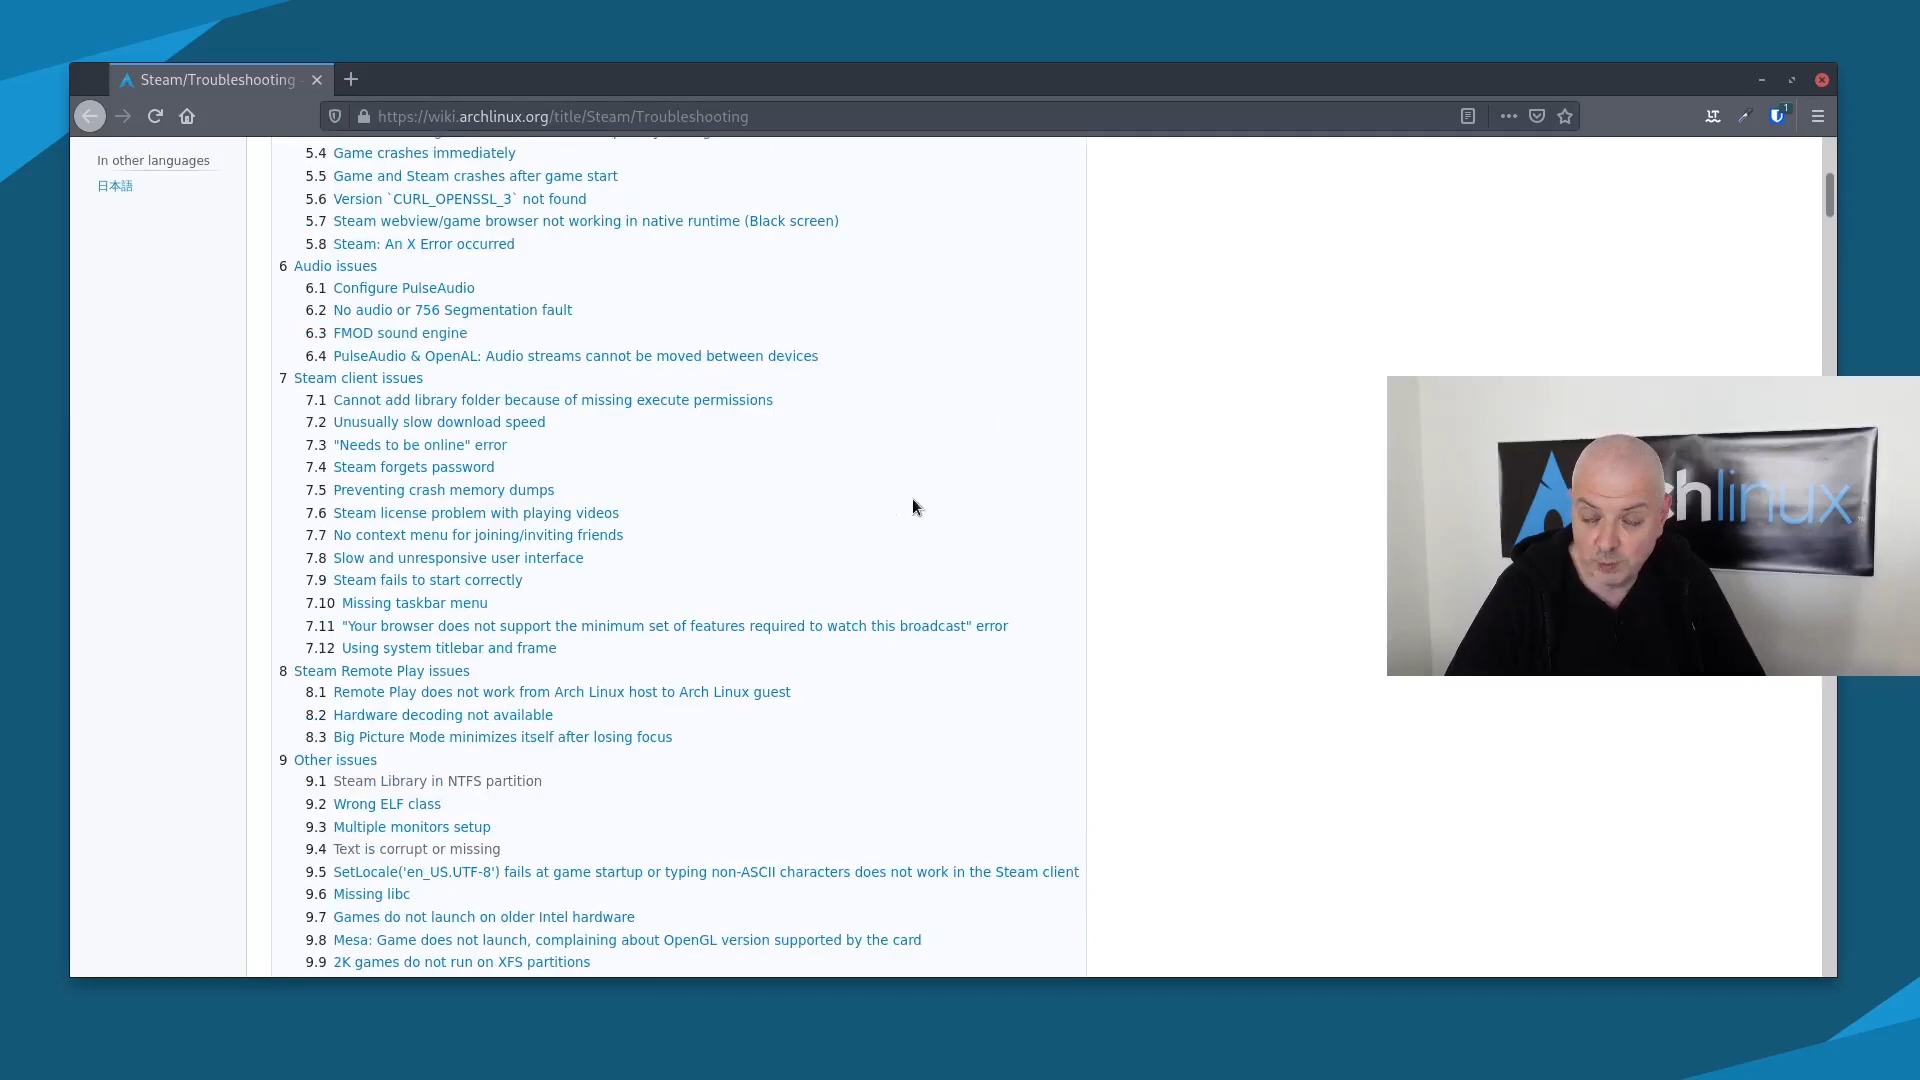 Steam/Troubleshooting -
https://wiki.archlinux.org/title/Steam/Troubleshooting
1
In other languages
日本語
5.4 Game crashes immediately
5.5 Game and Steam crashes after game start
5.6 Version `CURL_OPENSSL_3` not found
5.7 Steam webview/game browser not working in native runtime (Black screen)
5.8 Steam: An X Error occurred
6 Audio issues
6.1 Configure PulseAudio
6.2 No audio or 756 Segmentation fault
6.3 FMOD sound engine
6.4 PulseAudio & OpenAL: Audio streams cannot be moved between devices
7 Steam client issues
7.1 Cannot add library folder because of missing execute permissions
7.2 Unusually slow download speed
7.3 "Needs to be online" error
7.4 Steam forgets password
7.5 Preventing crash memory dumps
7.6 Steam license problem with playing videos
7.7 No context menu for joining/inviting friends
7.8 Slow and unresponsive user interface
7.9 Steam fails to start correctly
7.10 Missing taskbar menu
7.11 "Your browser does not support the minimum set of features required to watch this broadcast" error
7.12 Using system titlebar and frame
8 Steam Remote Play issues
8.1 Remote Play does not work from Arch Linux host to Arch Linux guest
8.2 Hardware decoding not available
8.3 Big Picture Mode minimizes itself after losing focus
9 Other issues
9.1 Steam Library in NTFS partition
9.2 Wrong ELF class
9.3 Multiple monitors setup
9.4 Text is corrupt or missing
9.5 SetLocale('en_US.UTF-8') fails at game startup or typing non-ASCII characters does not work in the Steam client
9.6 Missing libc
9.7 Games do not launch on older Intel hardware
9.8 Mesa: Game does not launch, complaining about OpenGL version supported by the card
9.9 2K games do not run on XFS partitions
chlinux